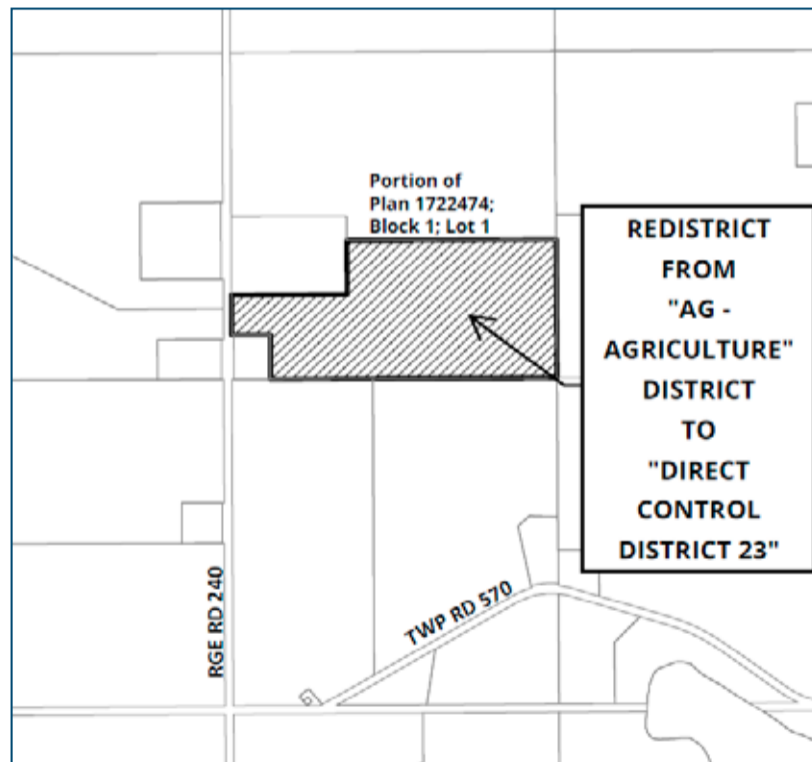 Portion of
Plan 1722474;
Block 1; Lot 1
REDISTRICT
FROM
"AG -
AGRICULTURE"
DISTRICT
TO
"DIRECT
CONTROL
DISTRICT 23"
RGE RD 240
TWP RD 570